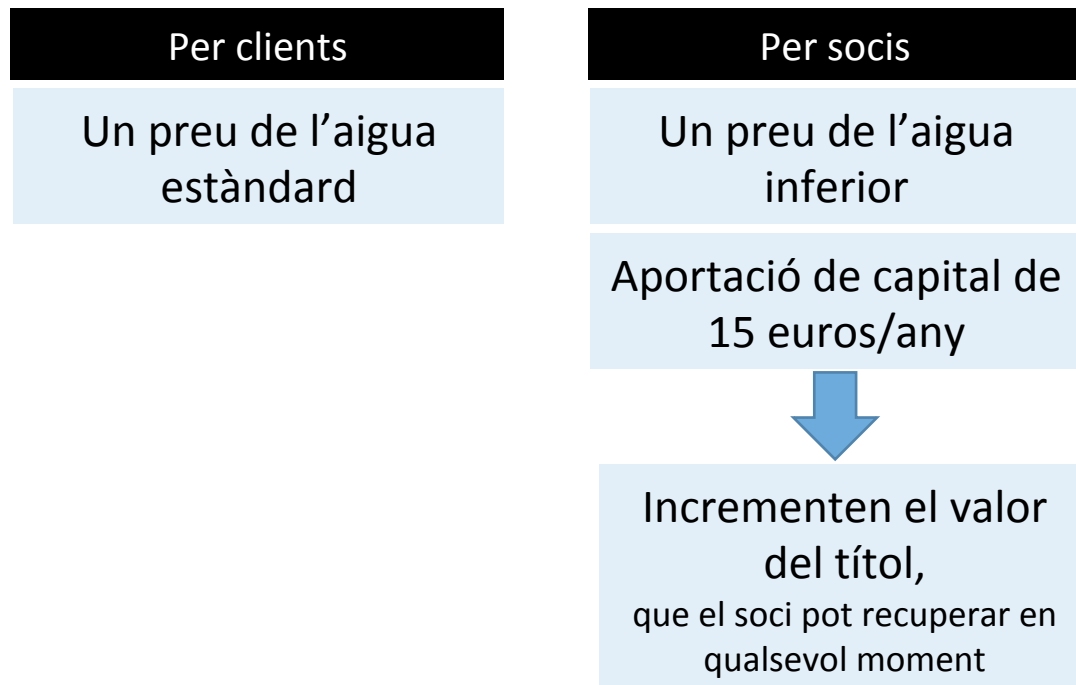 Per clients
Un preu de l’aigua
estàndard
Per socis
Un preu de l’aigua
inferior
Aportació de capital de
15 euros/any
Incrementen el valor
del títol,
que el soci pot recuperar en
qualsevol moment